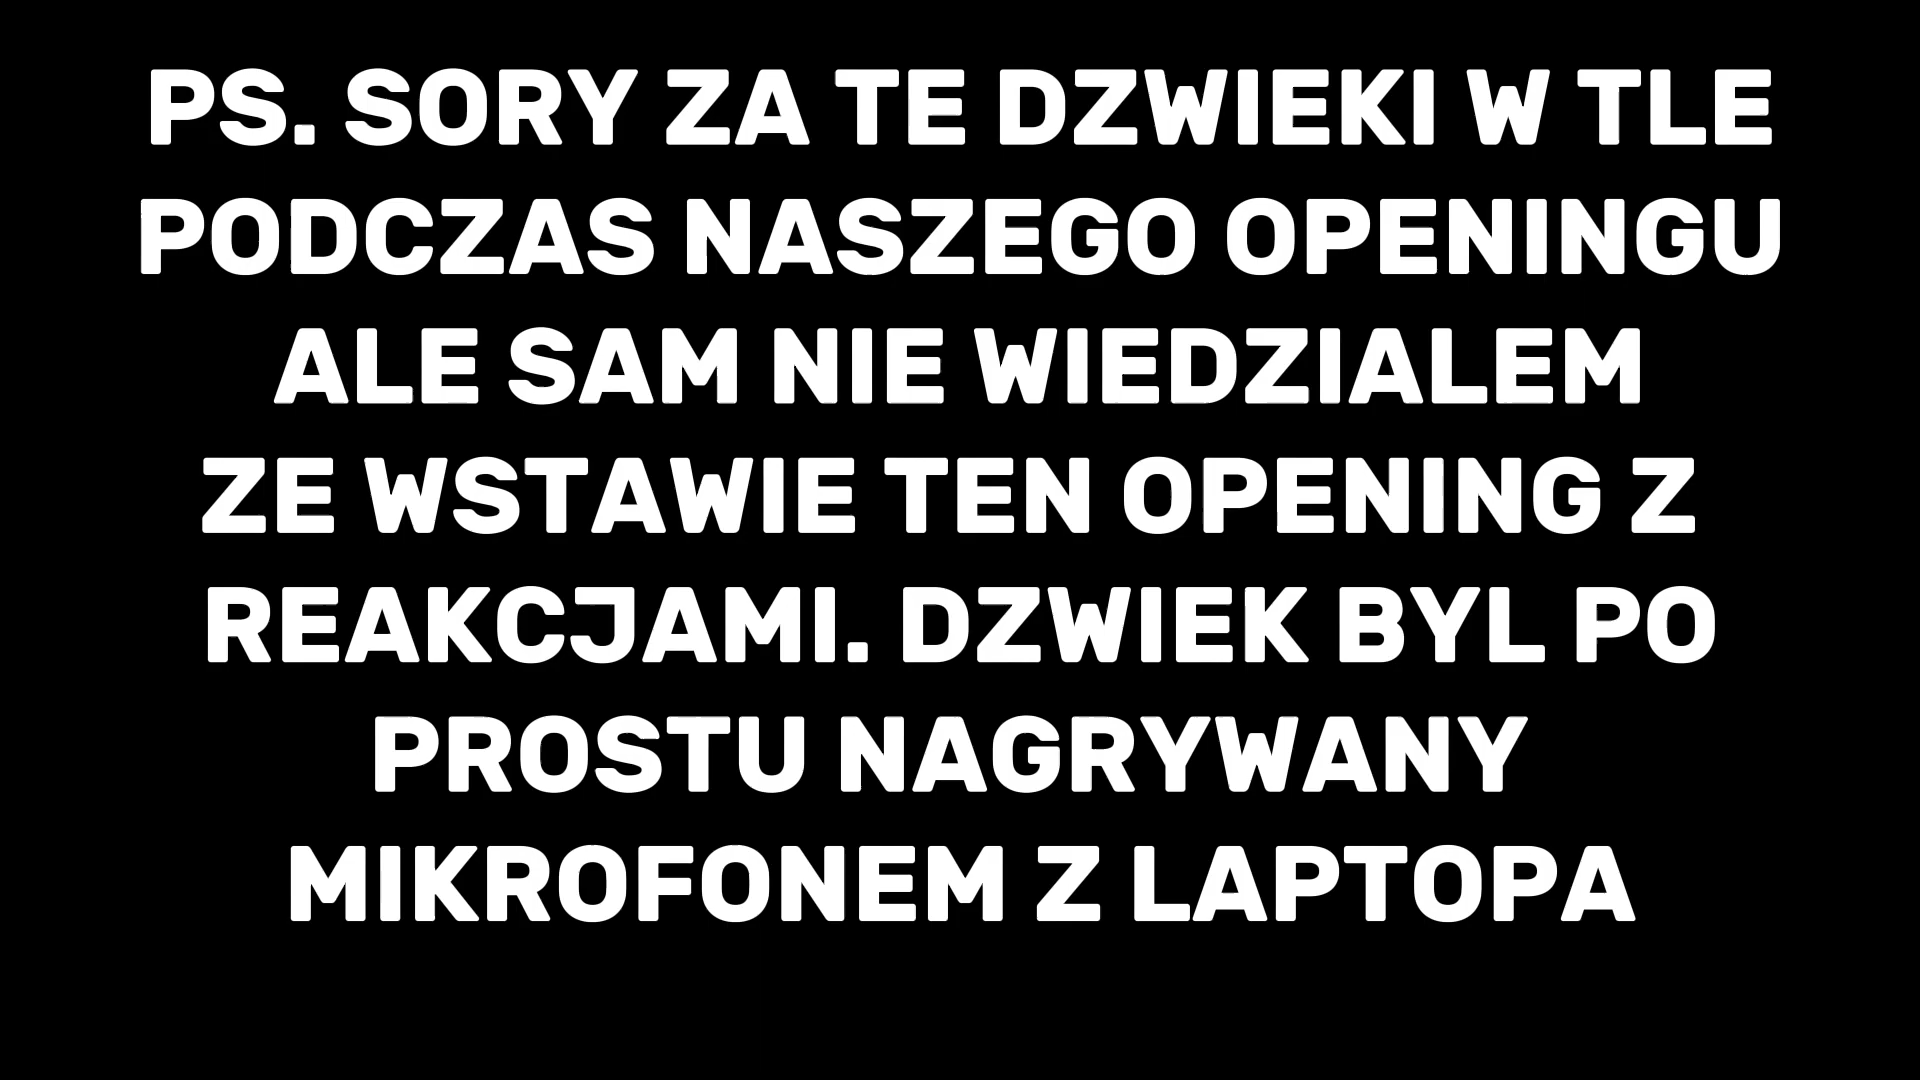 PS. SORY ZA TE DZWIEKI W TLE
PODCZAS NASZEGO OPENINGU
ALE SAM NIE WIEDZIALEM
ZE WSTAWIE TEN OPENING Z
REAKCJAMI. DZWIEK BYL PO
PROSTU NAGRYWANY
MIKROFONEM Z LAPTOPA